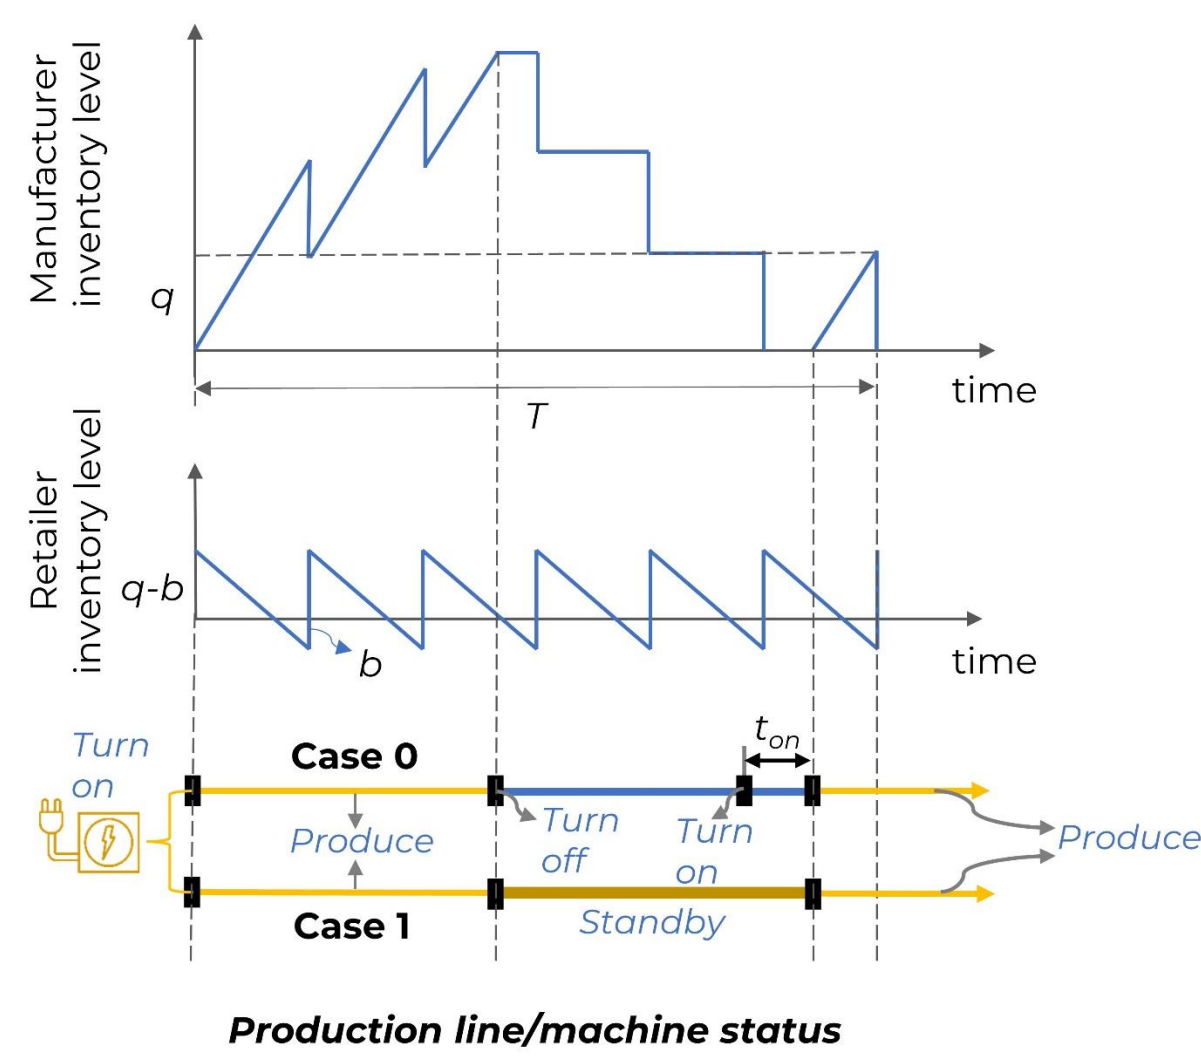 Manufacturer
inventory level
q
time
T
Retailer
inventory level
q-b
b
time
Turn
on
Case 0
t_on
Produce
Turn
off
Turn
on
Produce
Case 1
Standby
Production line/machine status